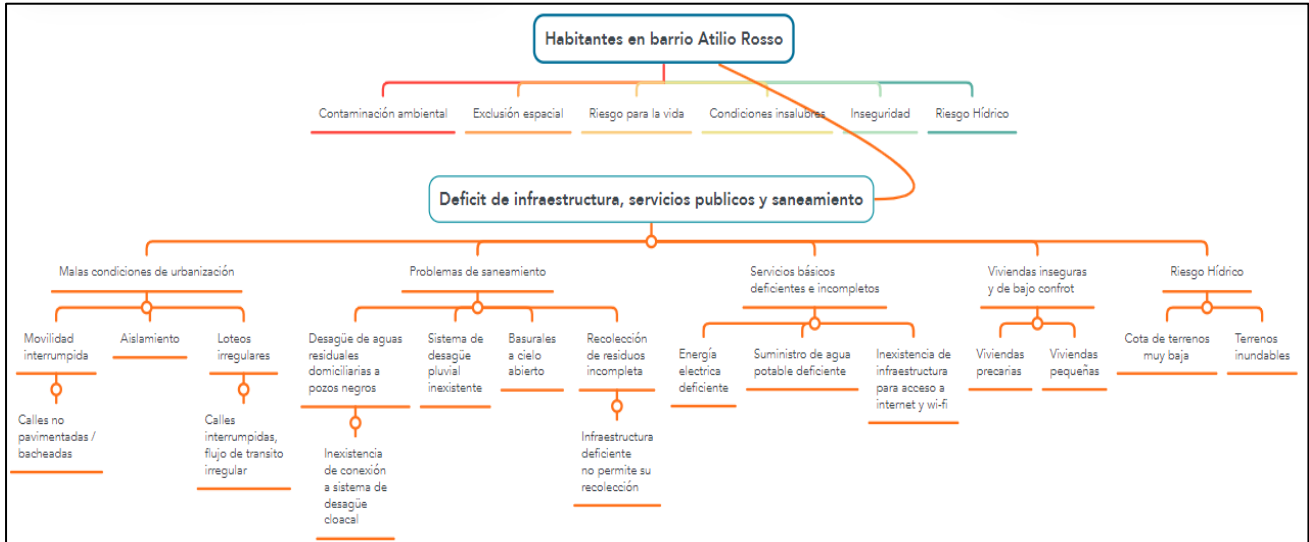 Habitantes en barrio Atilio Rosso
Contaminación ambiental
Exclusión espacial
Riesgo para la vida
Condiciones insalubres
Inseguridad
Riesgo Hídrico
Deficit de infraestructura, servicios publicos y saneamiento
Malas condiciones de urbanización
Problemas de saneamiento
Servicios básicos
deficientes e incompletos
Viviendas inseguras
y de bajo confrot
Riesgo Hídrico
Movilidad
interrumpida
Aislamiento
Loteos
irregulares
Desagüe de aguas
residuales
domiciliarias a
pozos negros
Sistema de
desagüe
pluvial
inexistente
Basurales
a cielo
abierto
Recolección
de residuos
incompleta
Energía
electrica
deficiente
Suministro de agua
potable deficiente
Inexistencia de
infraestructura
para acceso a
internet y wi-fi
Viviendas
precarias
Viviendas
pequeñas
Cota de terrenos
muy baja
Terrenos
inundables
Calles no
pavimentadas /
bacheadas
Calles
interrumpidas,
flujo de transito
irregular
Inexistencia
de conexión
a sistema de
desagüe
cloacal
Infraestructura
deficiente
no permite su
recolección